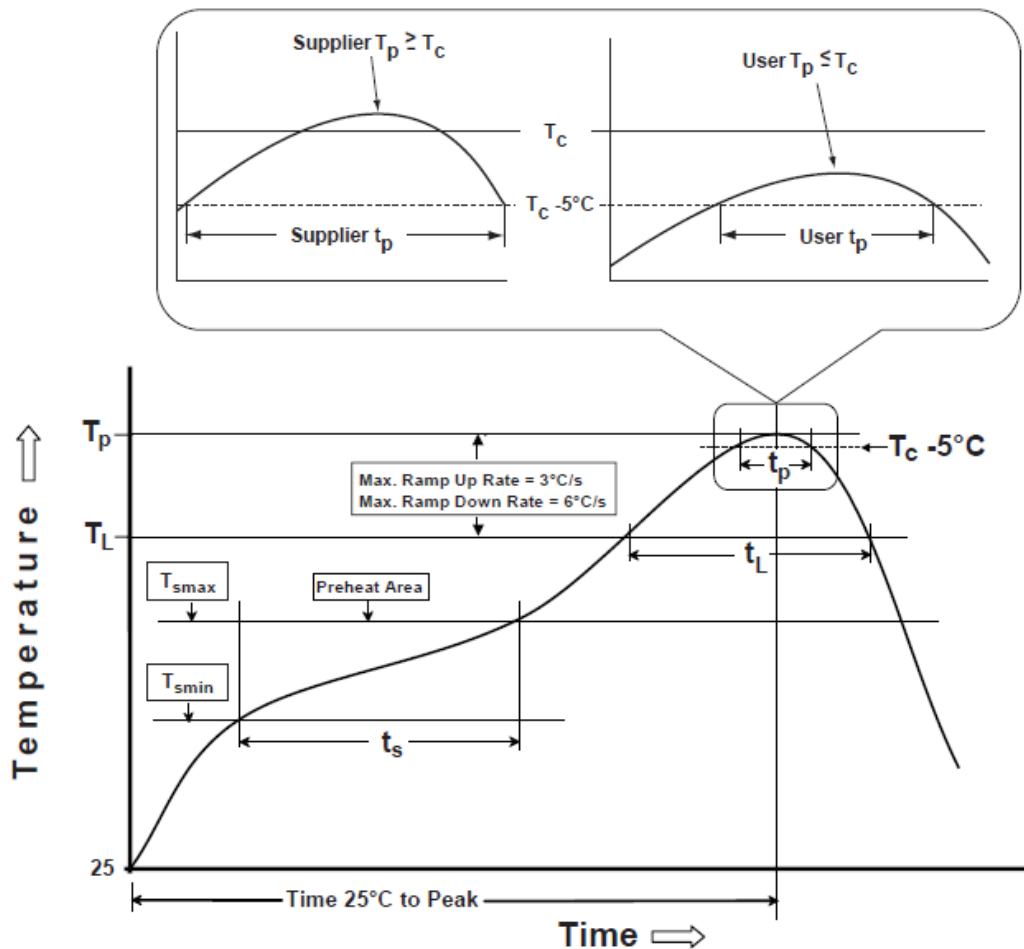 Supplier Tp ≥ Tc
User Tp ≤ Tc
Tc
Tc -5°C
Supplier tp
User tp
Tp
Tc -5°C
tp
Max. Ramp Up Rate = 3°C/s
Max. Ramp Down Rate = 6°C/s
TL
tL
Tsmax
Preheat Area
Tsmin
ts
Temperature
25
Time 25°C to Peak
Time